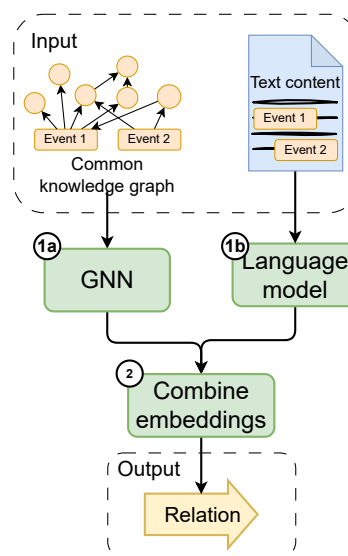 Input
Text content
Event 1
Event 2
Event 1
Event 2
Common
knowledge graph
1a
GNN
1b
Language
model
2
Combine
embeddings
Output
Relation